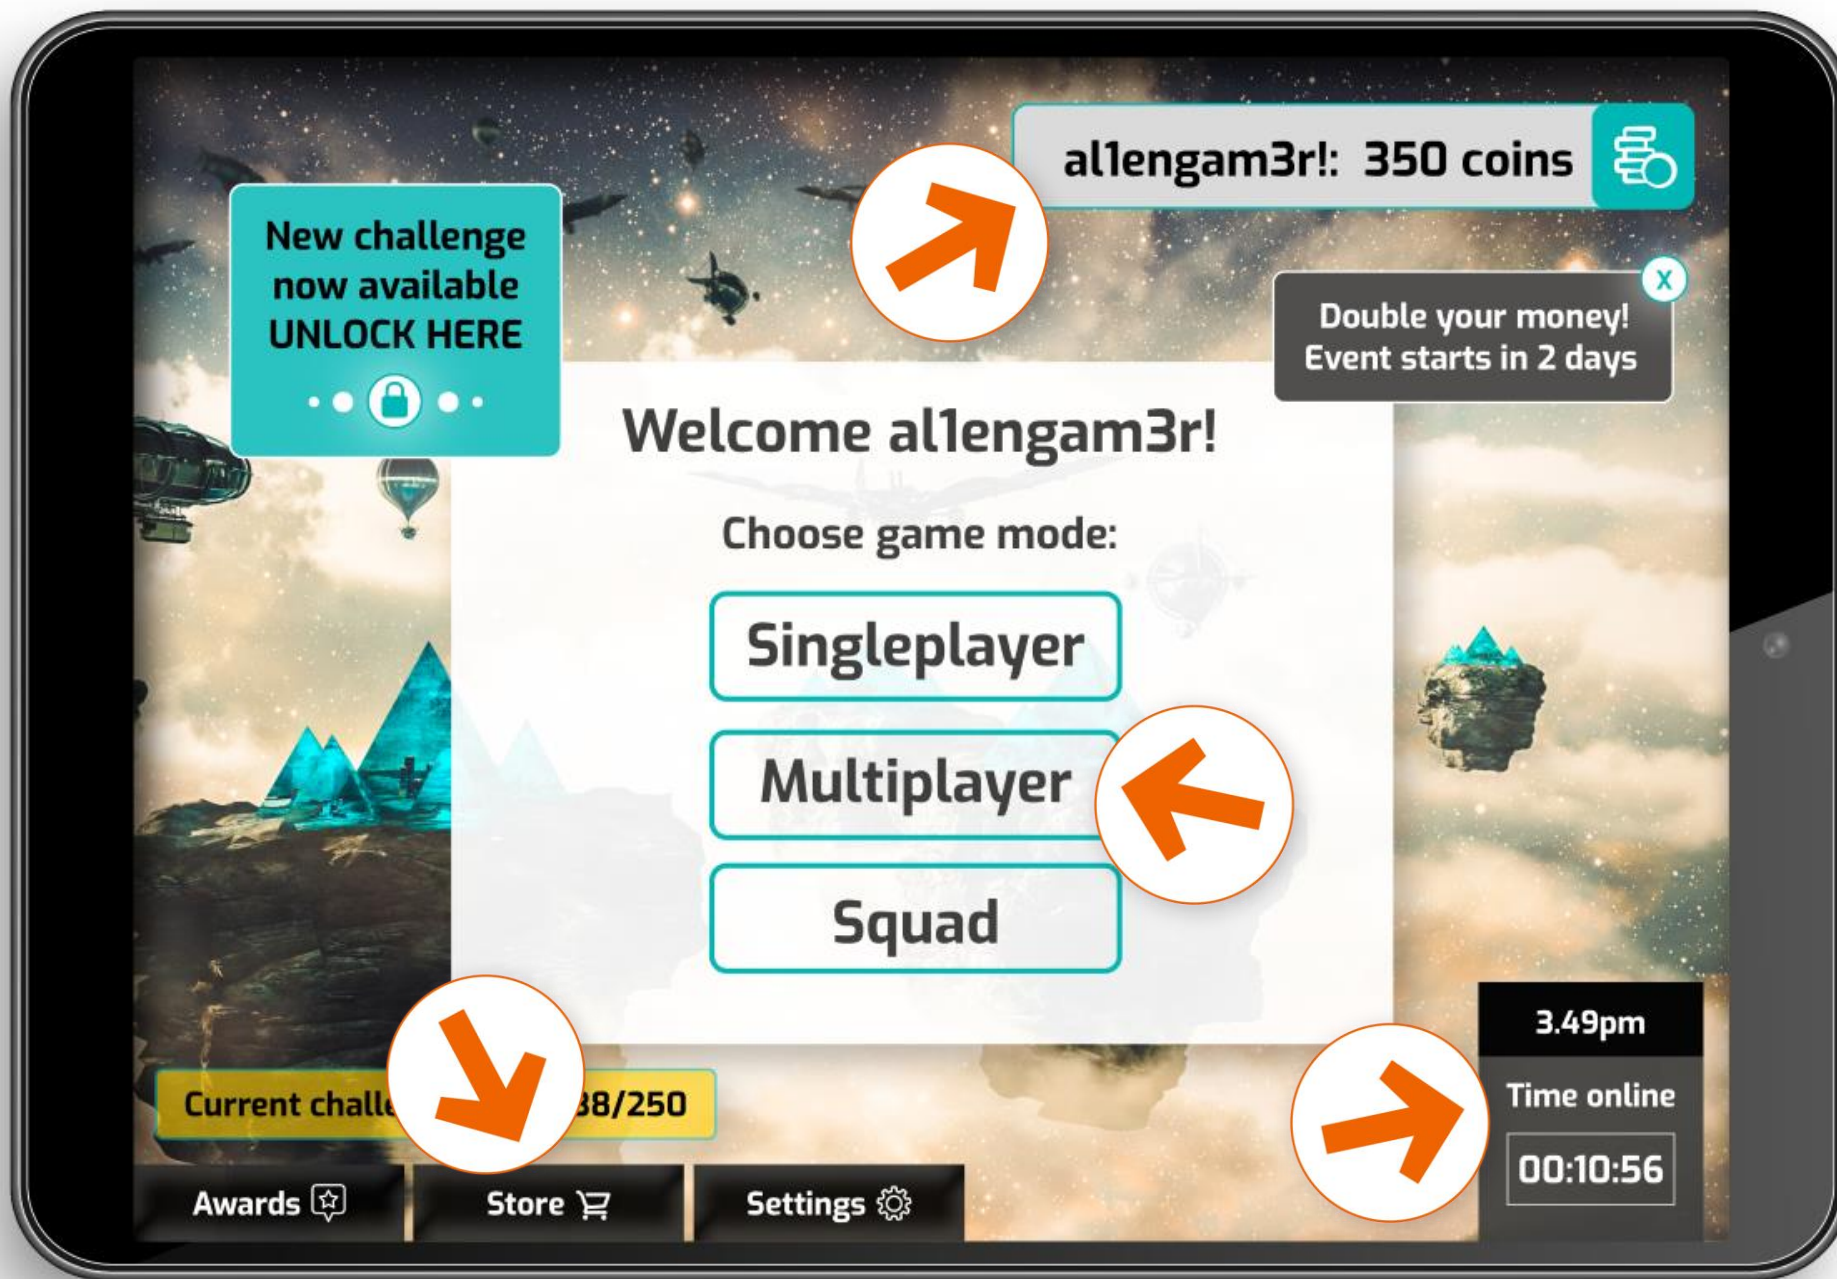 al1engam3r!: 350 coins
New challenge
now available
UNLOCK HERE
X
Double your money!
Event starts in 2 days
Welcome al1engam3r!
Choose game mode:
Singleplayer
Multiplayer
Squad
3.49pm
Time online
00:10:56
Current 38/250
Awards
Store
Settings